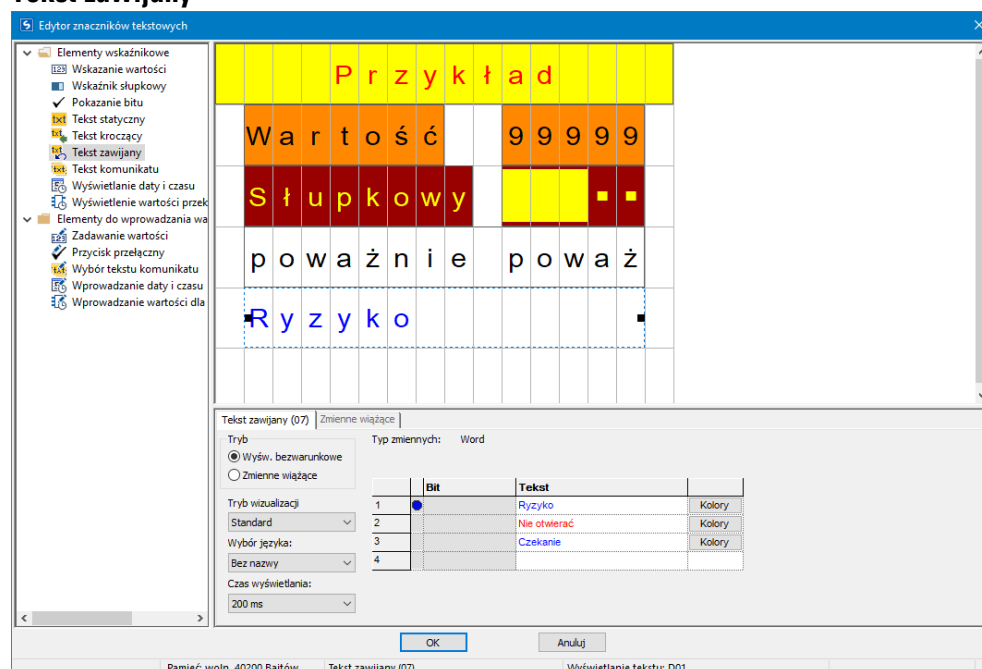 Tekst zawijany
Edytor znaczników tekstowych
Elementy wskaźnikowe
Wskazanie wartości
Wskaźnik słupkowy
Pokazanie bitu
Tekst statyczny
Tekst kroczący
Tekst zawijany
Tekst komunikatu
Wyświetlanie daty i czasu
Wyświetlenie wartości przek
Elementy do wprowadzania wa
Zadawanie wartości
Przycisk przełączny
Wybór tekstu komunikatu
Wprowadzanie daty i czasu
Wprowadzanie wartości dla
Przykład
Wartość 99999
Słupkowy
poważnie poważ
Ryzyko
Tekst zawijany (07) Zmienne wiążące
Tryb
Wyśw. bezwarunkowe
Zmienne wiążące
Tryb wizualizacji
Standard
Wybór języka:
Bez nazwy
Czas wyświetlania:
200 ms
Typ zmiennych: Word
Bit Tekst
1 Ryzyko Kolory
2 Nie otwierać Kolory
3 Czekanie Kolory
4
OK Anuluj
Pamięć woln. 40200 Bajtów Tekst zawijany (07) Wyświetlanie tekstu: D01